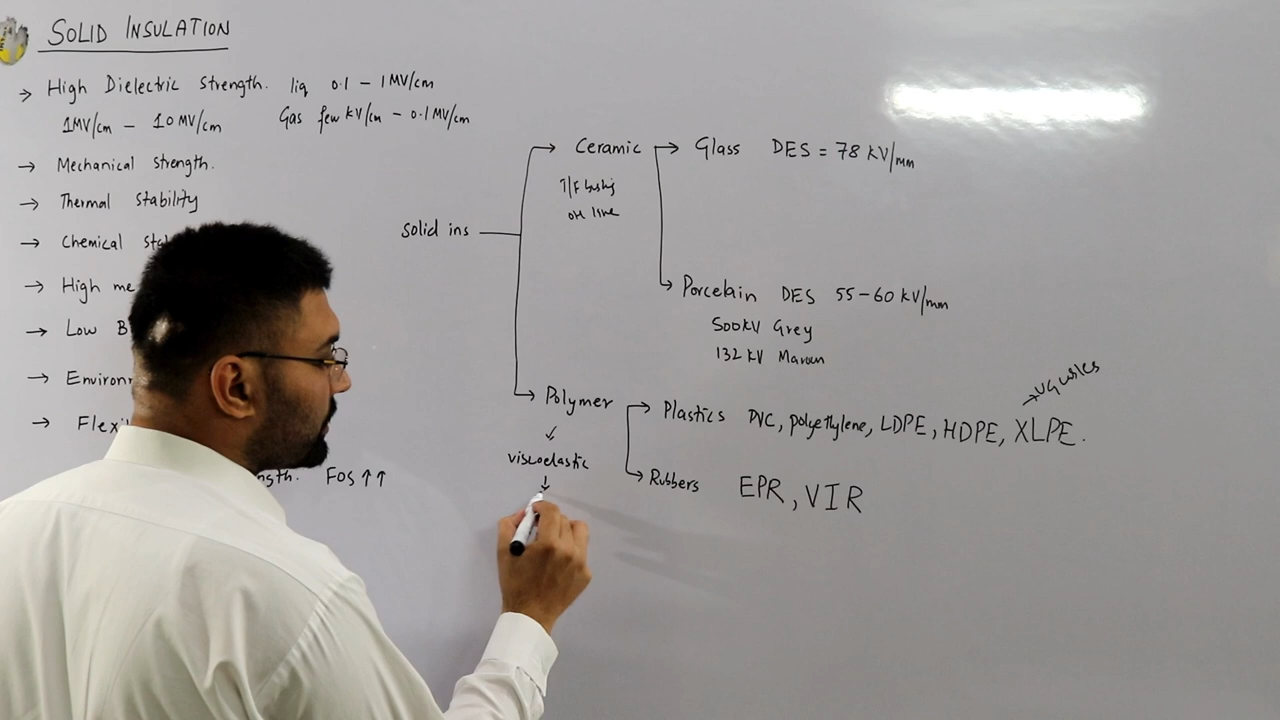 SOLID INSULATION
→ High Dielectric strength. liq 0.1 – 1MV/cm
1MV/cm – 10MV/cm Gas few kV/cm – 0.1MV/cm
→ Mechanical strength.
→ Thermal stability
→ Chemical
→ High
→ Low
→
→
FOS ↑↑
solid ins
→ Ceramic
T/F bushing
OH line
→ Glass DES = 78 kV/mm
→ Porcelain DES 55–60 kV/mm
500kV Grey
132 kV Maroon
→ Polymer
↓
viscoelastic
↓
→ Plastics PVC, polyethylene, LDPE, HDPE, XLPE.
→ UG cables
→ Rubbers EPR, VIR